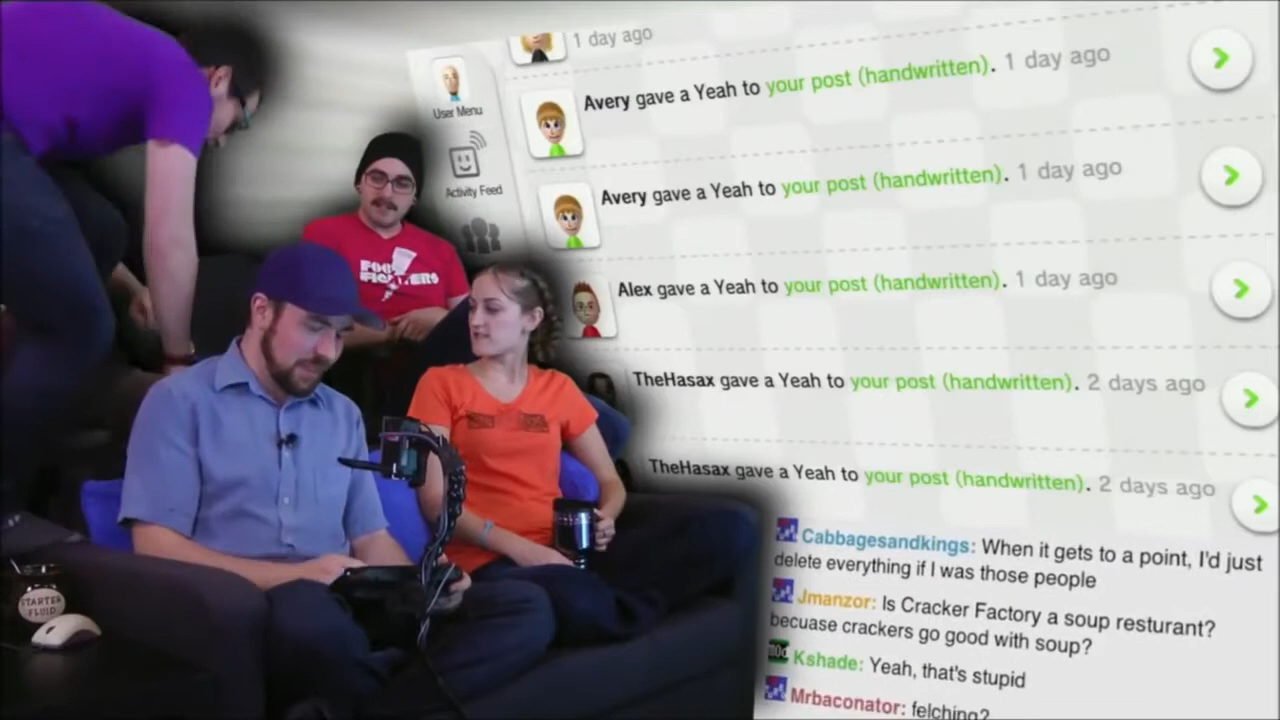 1 day ago
User Menu
Avery gave a Yeah to your post (handwritten). 1 day ago
Activity Feed
Avery gave a Yeah to your post (handwritten). 1 day ago
FOO
FIGHTERS
Alex gave a Yeah to your post (handwritten). 1 day ago
TheHasax gave a Yeah to your post (handwritten). 2 days ago
TheHasax gave a Yeah to your post (handwritten). 2 days ago
STARTER
FLUID
Cabbagesandkings: When it gets to a point, I'd just
delete everything if I was those people
Jmanzor: Is Cracker Factory a soup resturant?
becuase crackers go good with soup?
mod Kshade: Yeah, that's stupid
Mrbaconator: felching?